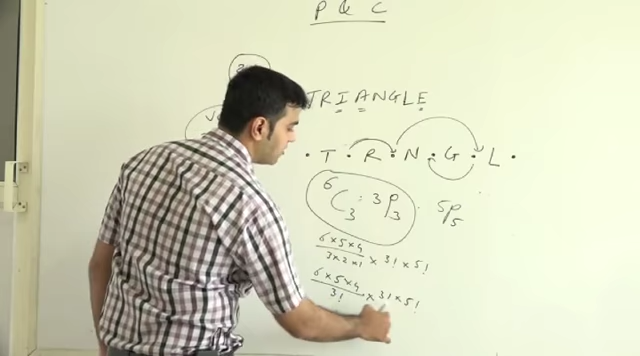 P & C
TRIANGLE
· T · R · N · G · L ·
⁶C₃ · ³P₃ ⁵P₅
6×5×4 / 3×2×1 × 3! × 5!
6×5×4 / 3! × 3! × 5!